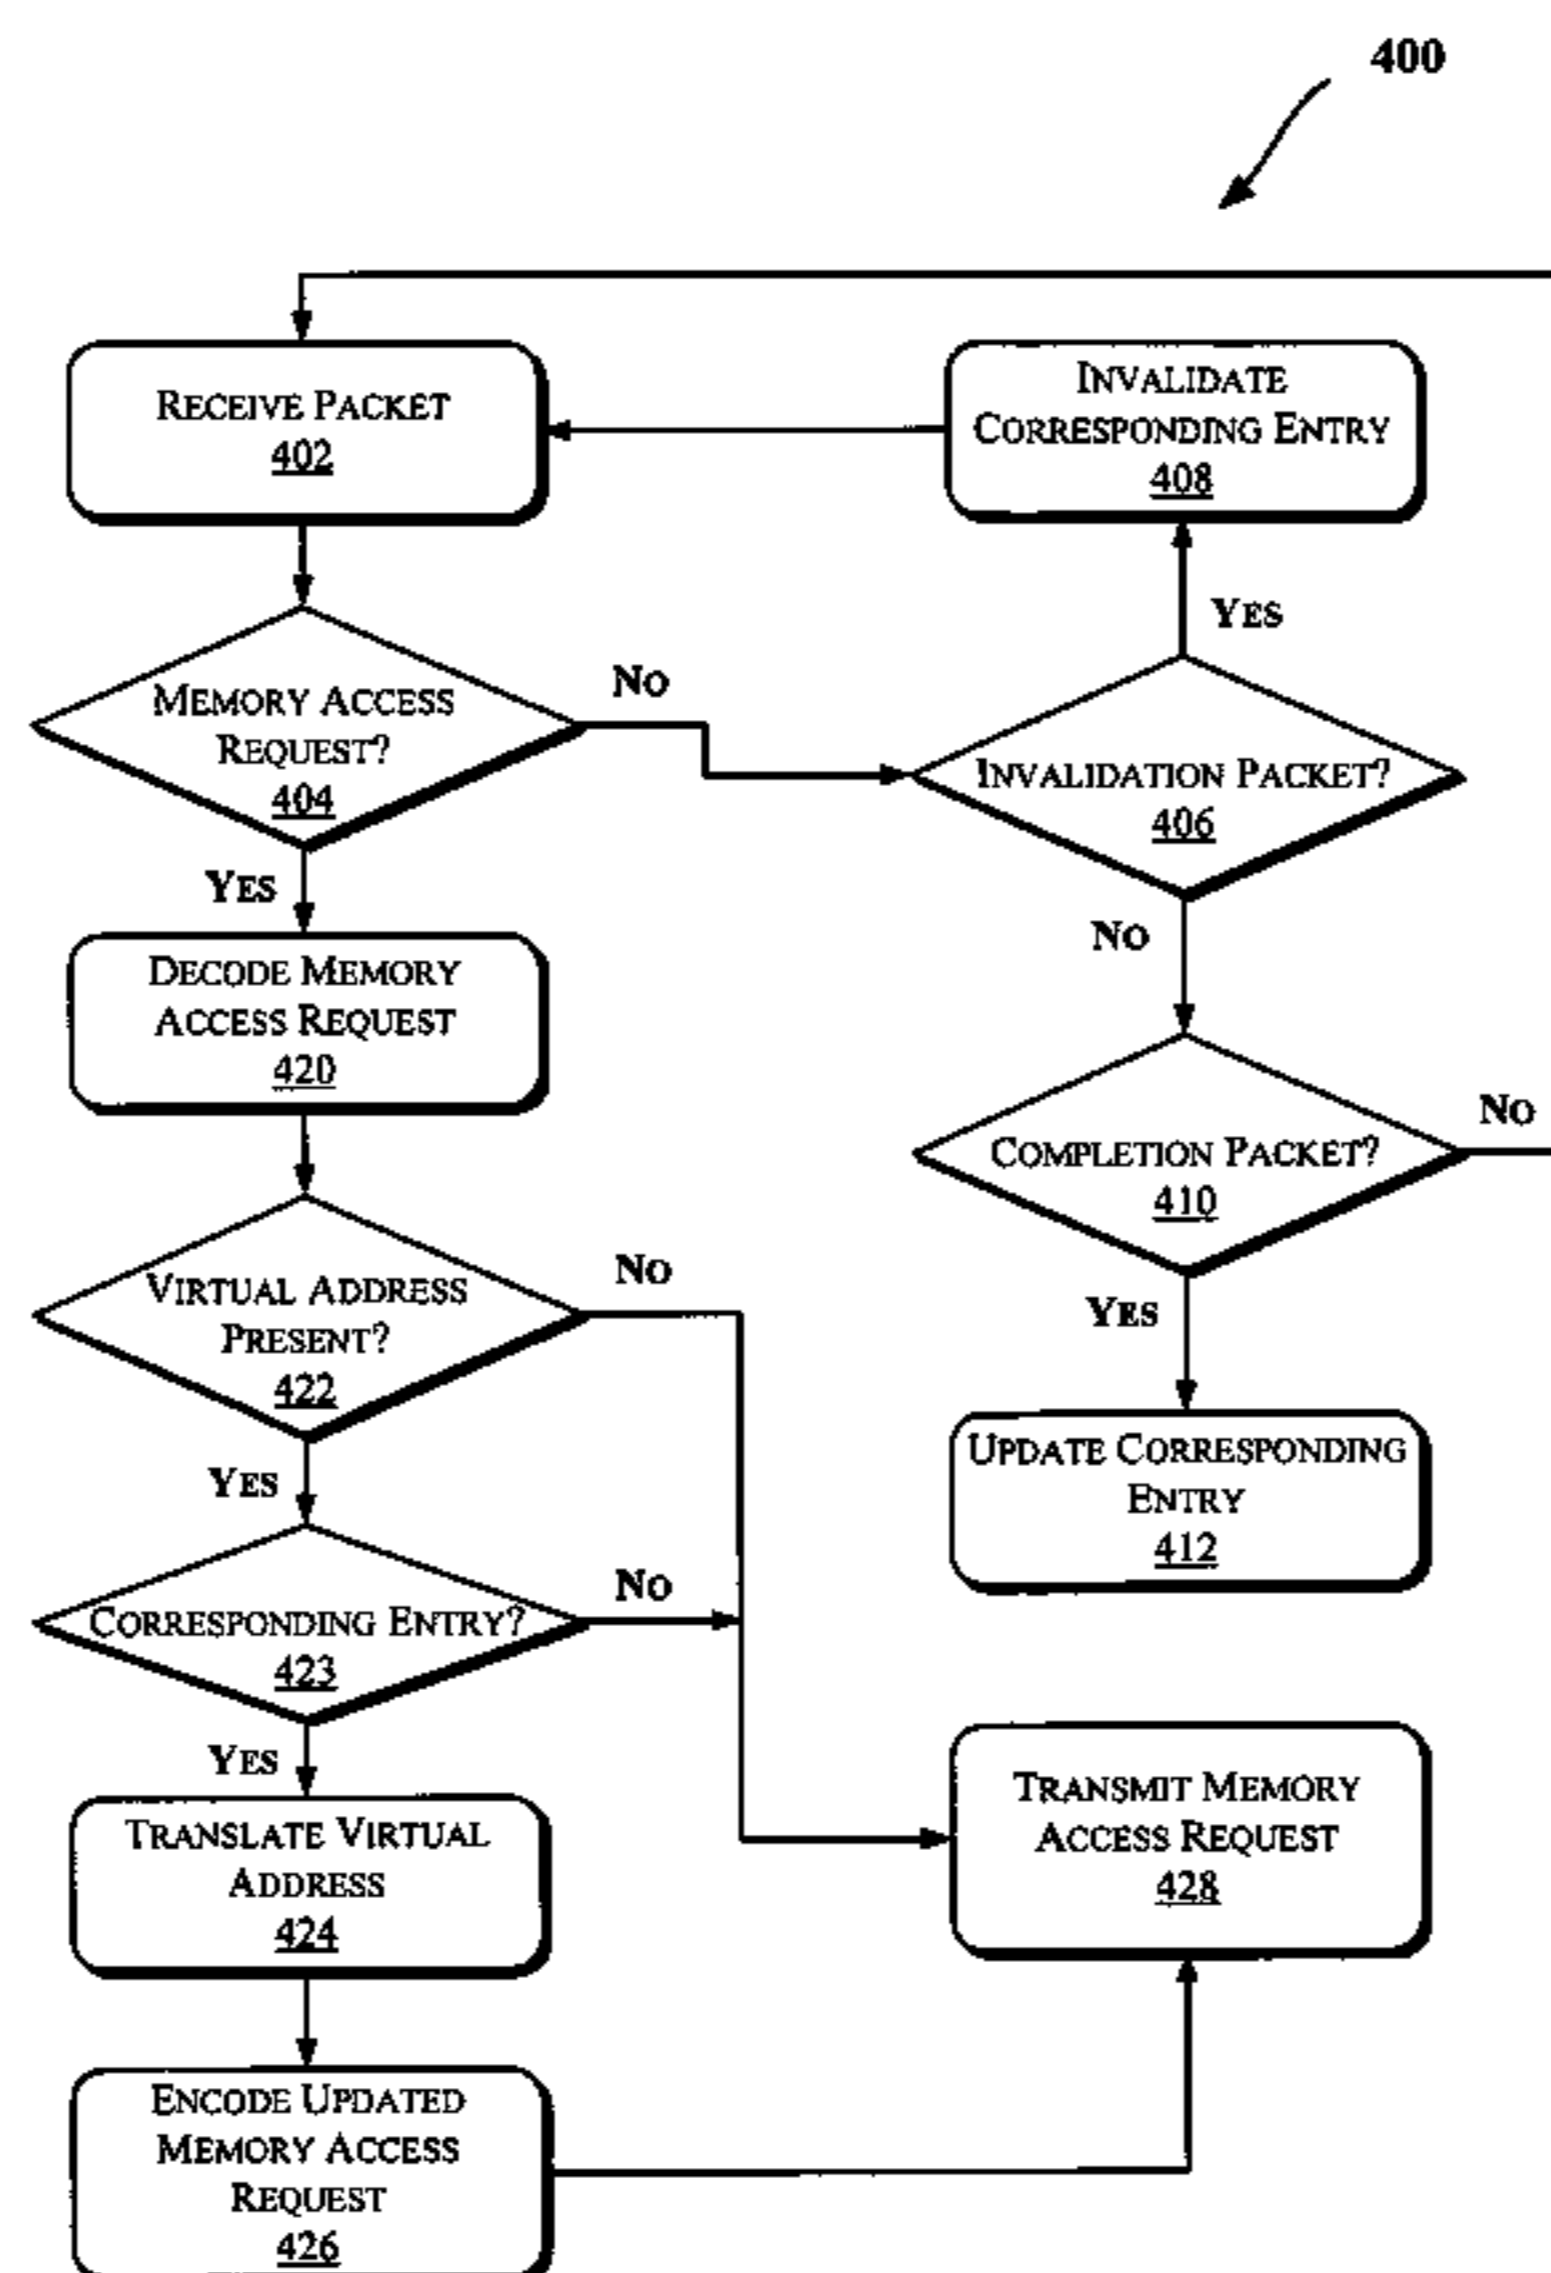 400
RECEIVE PACKET
402
INVALIDATE
CORRESPONDING ENTRY
408
YES
MEMORY ACCESS
REQUEST?
404
NO
INVALIDATION PACKET?
406
YES
NO
DECODE MEMORY
ACCESS REQUEST
420
COMPLETION PACKET?
410
NO
VIRTUAL ADDRESS
PRESENT?
422
NO
YES
YES
UPDATE CORRESPONDING
ENTRY
412
CORRESPONDING ENTRY?
423
NO
YES
TRANSLATE VIRTUAL
ADDRESS
424
TRANSMIT MEMORY
ACCESS REQUEST
428
ENCODE UPDATED
MEMORY ACCESS
REQUEST
426